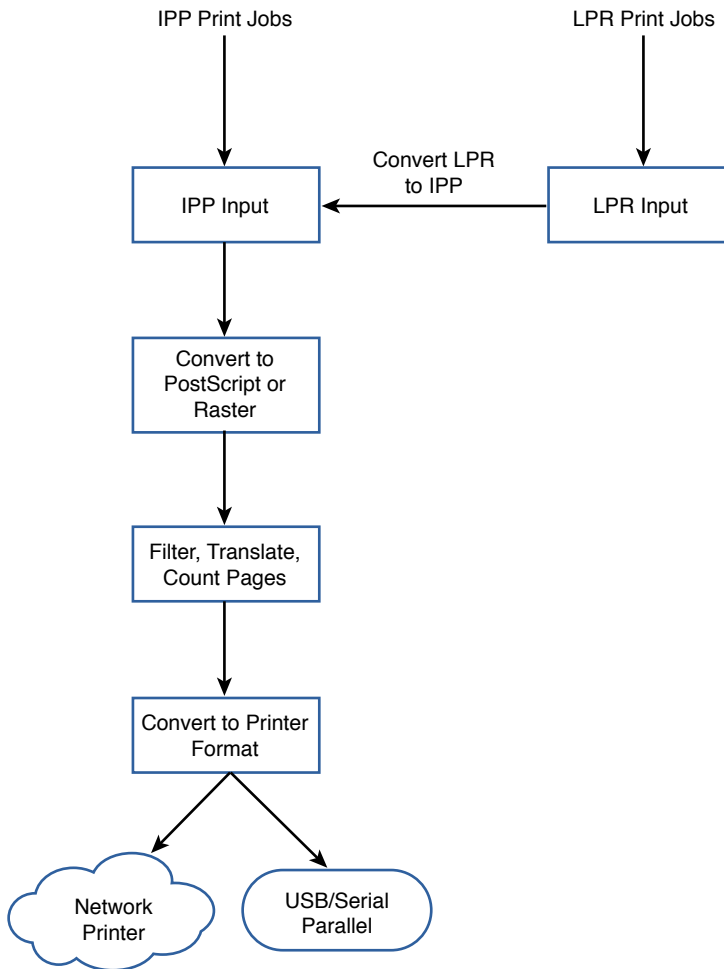 IPP Print Jobs
LPR Print Jobs
Convert LPR
to IPP
IPP Input
LPR Input
Convert to
PostScript or
Raster
Filter, Translate,
Count Pages
Convert to Printer
Format
Network
Printer
USB/Serial
Parallel